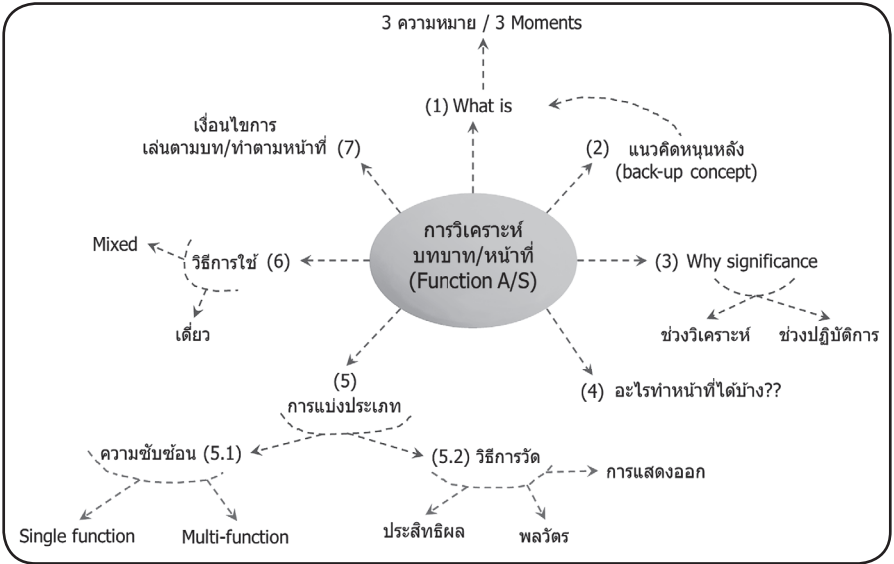 3 ความหมาย / 3 Moments
(1) What is
เงื่อนไขการ
เล่นตามบท/ทำตามหน้าที่ (7)
(2) แนวคิดหนุนหลัง
(back-up concept)
การวิเคราะห์
บทบาท/หน้าที่
(Function A/S)
Mixed
วิธีการใช้ (6)
เดี่ยว
(3) Why significance
ช่วงวิเคราะห์ ช่วงปฏิบัติการ
(4) อะไรทำหน้าที่ได้บ้าง??
(5)
การแบ่งประเภท
ความซับซ้อน (5.1)
(5.2) วิธีการวัด
การแสดงออก
Single function Multi-function
ประสิทธิผล พลวัตร